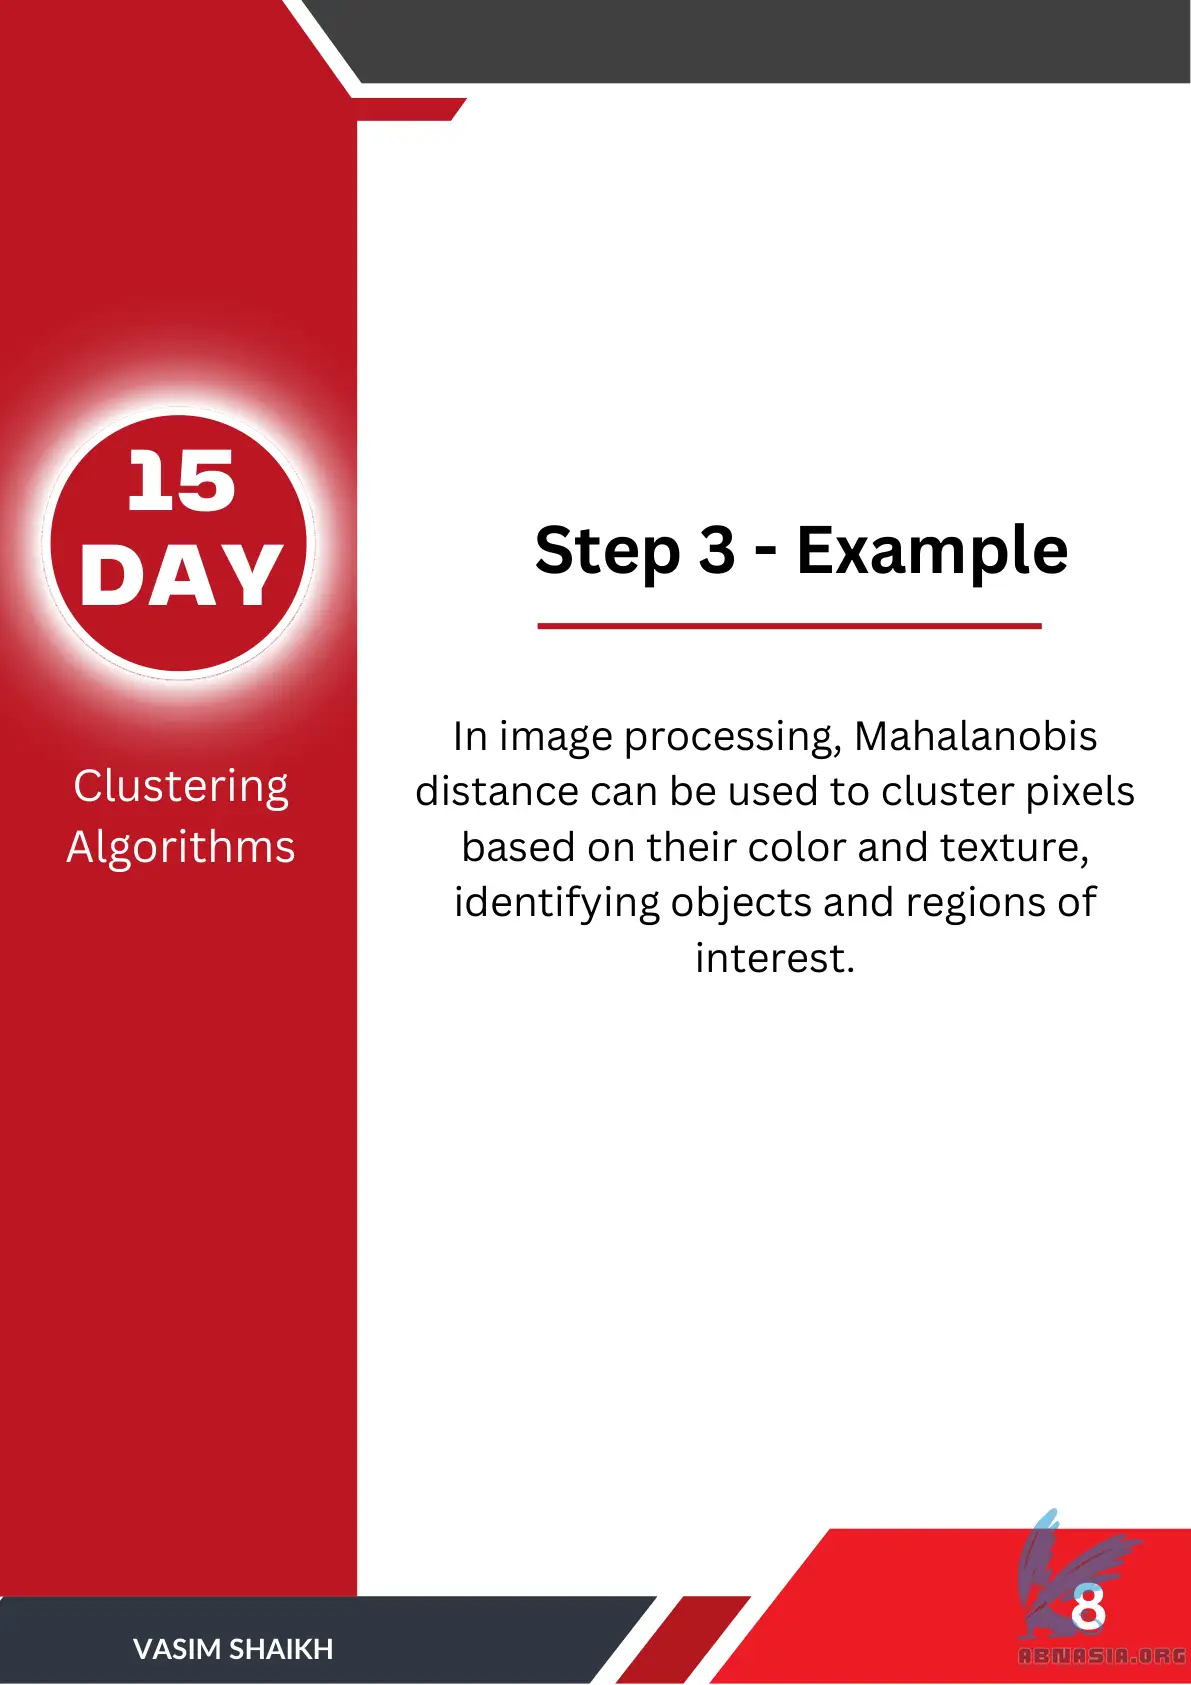 15
DAY
Clustering
Algorithms
Step 3 - Example
In image processing, Mahalanobis
distance can be used to cluster pixels
based on their color and texture,
identifying objects and regions of
interest.
VASIM SHAIKH
8
ABNASIA.ORG